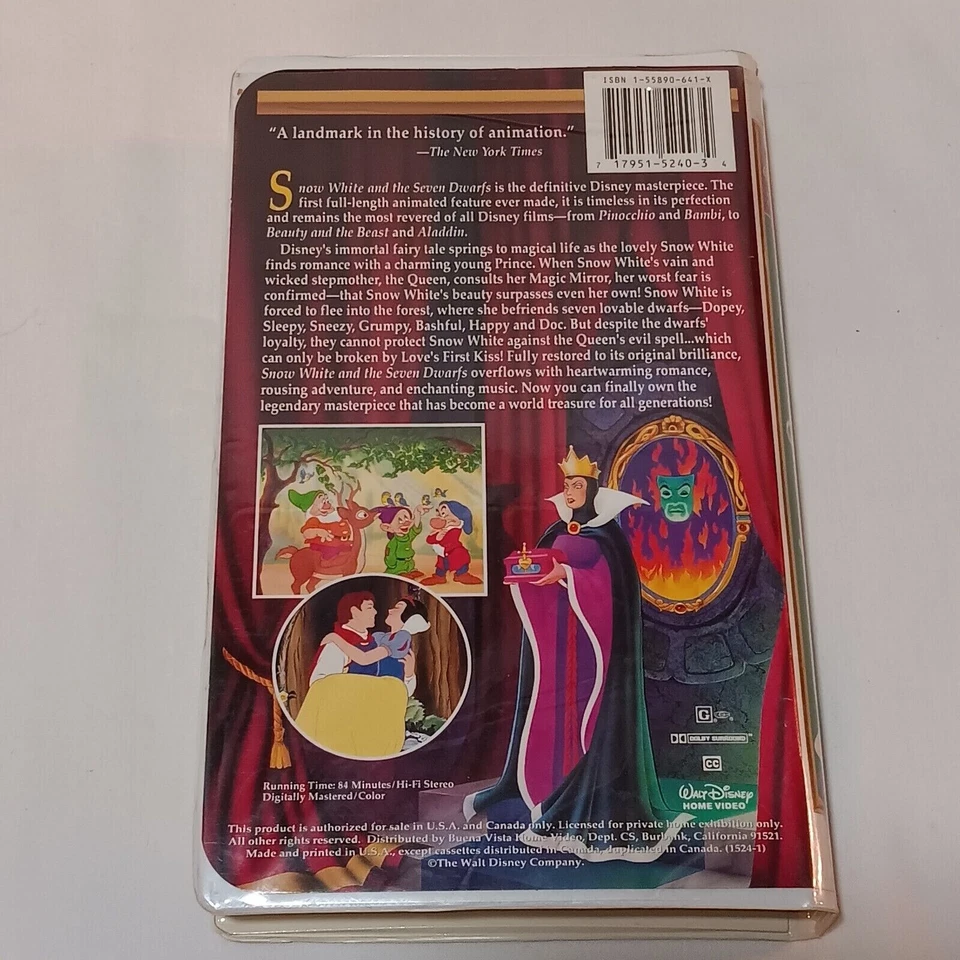 ISBN 1-55890-641-X
7 17951-5240-3 4
“A landmark in the history of animation.”
—The New York Times
Snow White and the Seven Dwarfs is the definitive Disney masterpiece. The
first full-length animated feature ever made, it is timeless in its perfection
and remains the most revered of all Disney films—from Pinocchio and Bambi, to
Beauty and the Beast and Aladdin.
Disney's immortal fairy tale springs to magical life as the lovely Snow White
finds romance with a charming young Prince. When Snow White's vain and
wicked stepmother, the Queen, consults her Magic Mirror, her worst fear is
confirmed—that Snow White's beauty surpasses even her own! Snow White is
forced to flee into the forest, where she befriends seven lovable dwarfs—Dopey,
Sleepy, Sneezy, Grumpy, Bashful, Happy and Doc. But despite the dwarfs'
loyalty, they cannot protect Snow White against the Queen's evil spell...which
can only be broken by Love's First Kiss! Fully restored to its original brilliance,
Snow White and the Seven Dwarfs overflows with heartwarming romance,
rousing adventure, and enchanting music. Now you can finally own the
legendary masterpiece that has become a world treasure for all generations!
G
DOLBY SURROUND
CC
Walt Disney
HOME VIDEO
Running Time: 84 Minutes/Hi-Fi Stereo
Digitally Mastered/Color
This product is authorized for sale in U.S.A. and Canada only. Licensed for private home exhibition only.
All other rights reserved. Distributed by Buena Vista Home Video, Dept. CS, Burbank, California 91521.
Made and printed in U.S.A., except cassettes distributed in Canada, duplicated in Canada. (1524-1)
©The Walt Disney Company.